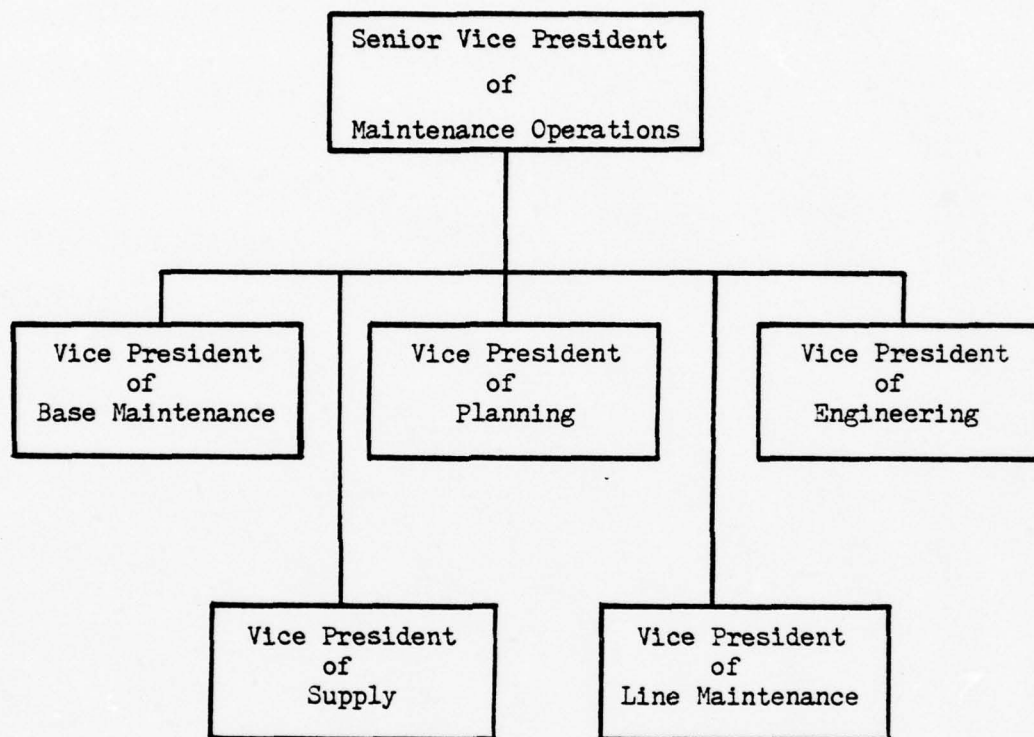 Senior Vice President
of
Maintenance Operations
Vice President
of
Base Maintenance
Vice President
of
Planning
Vice President
of
Engineering
Vice President
of
Supply
Vice President
of
Line Maintenance